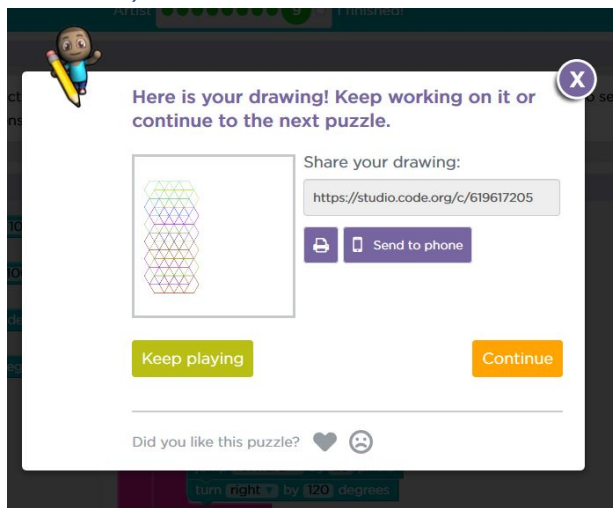 Artist 9 I finished!
X
Here is your drawing! Keep working on it or
continue to the next puzzle.
Share your drawing:
https://studio.code.org/c/619617205
Send to phone
Keep playing
Continue
Did you like this puzzle?
turn right by 120 degrees